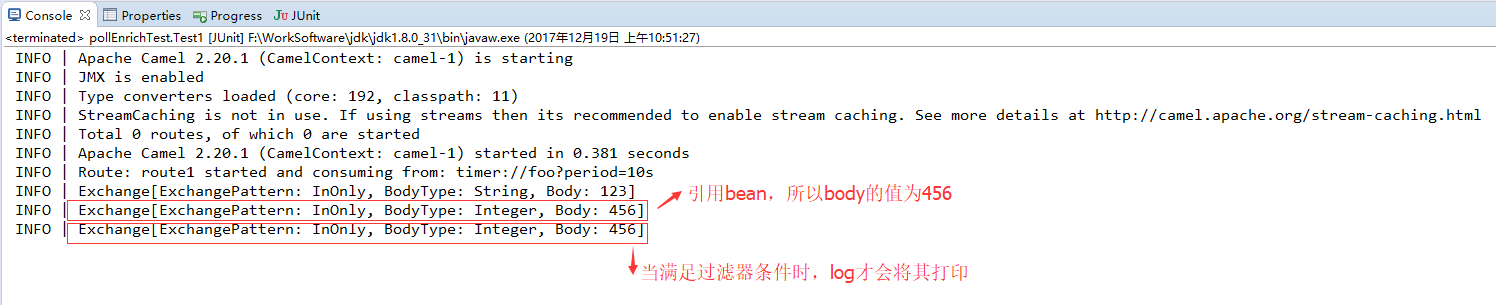 Console Properties Progress JUnit
<terminated> pollEnrichTest.Test1 [JUnit] F:\WorkSoftware\jdk\jdk1.8.0_31\bin\javaw.exe (2017年12月19日 上午10:51:27)
INFO | Apache Camel 2.20.1 (CamelContext: camel-1) is starting
INFO | JMX is enabled
INFO | Type converters loaded (core: 192, classpath: 11)
INFO | StreamCaching is not in use. If using streams then its recommended to enable stream caching. See more details at http://camel.apache.org/stream-caching.html
INFO | Total 0 routes, of which 0 are started
INFO | Apache Camel 2.20.1 (CamelContext: camel-1) started in 0.381 seconds
INFO | Route: route1 started and consuming from: timer://foo?period=10s
INFO | Exchange[ExchangePattern: InOnly, BodyType: String, Body: 123]
引用bean，所以body的值为456
INFO | Exchange[ExchangePattern: InOnly, BodyType: Integer, Body: 456]
INFO | Exchange[ExchangePattern: InOnly, BodyType: Integer, Body: 456]
当满足过滤器条件时，log才会将其打印